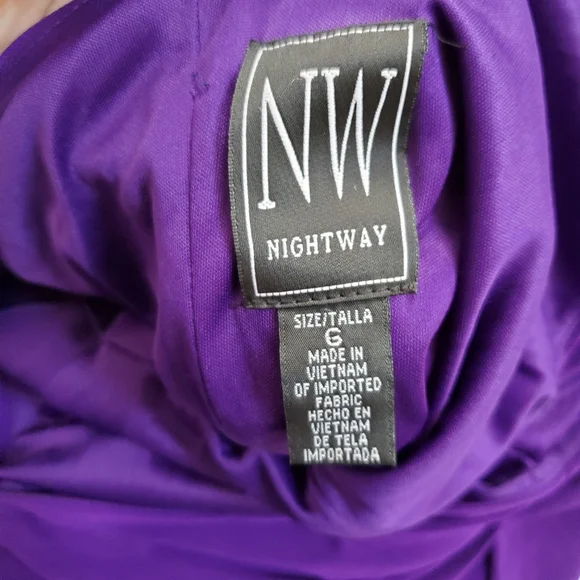 NW
NIGHTWAY
SIZE/TALLA
6
MADE IN
VIETNAM
OF IMPORTED
FABRIC
HECHO EN
VIETNAM
DE TELA
IMPORTADA